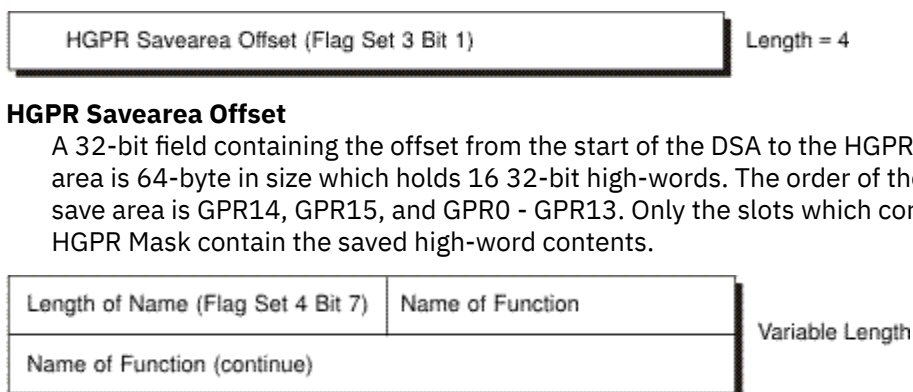 HGPR Savearea Offset (Flag Set 3 Bit 1) Length = 4
HGPR Savearea Offset
A 32-bit field containing the offset from the start of the DSA to the HGPR
area is 64-byte in size which holds 16 32-bit high-words. The order of the
save area is GPR14, GPR15, and GPR0 - GPR13. Only the slots which
HGPR Mask contain the saved high-word contents.
Length of Name (Flag Set 4 Bit 7) Name of Function
Variable Length
Name of Function (continue)